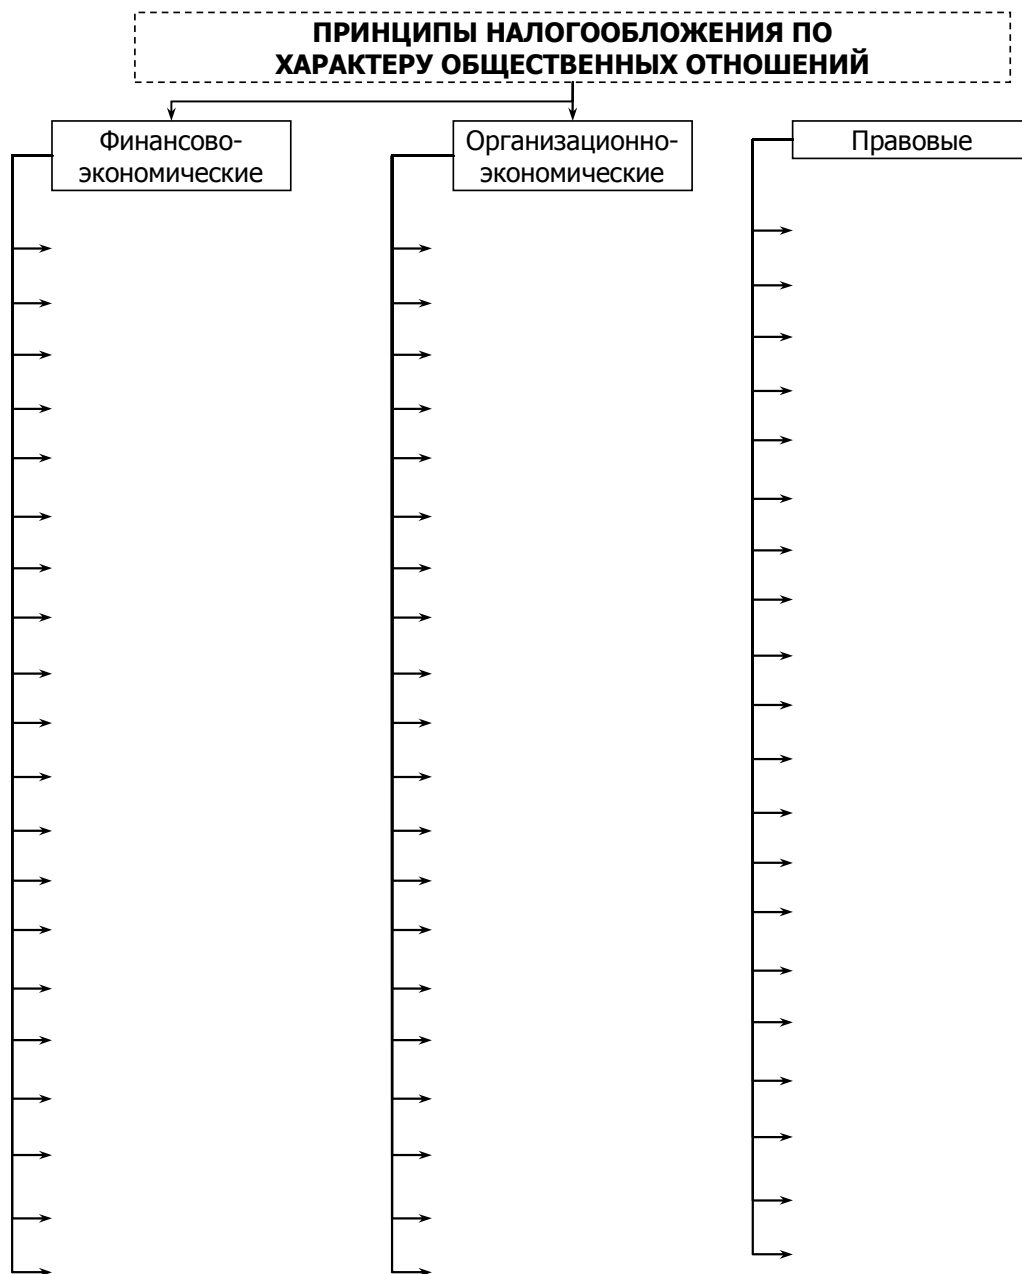 ПРИНЦИПЫ НАЛОГООБЛОЖЕНИЯ ПО
ХАРАКТЕРУ ОБЩЕСТВЕННЫХ ОТНОШЕНИЙ
Финансово-
экономические
Организационно-
экономические
Правовые